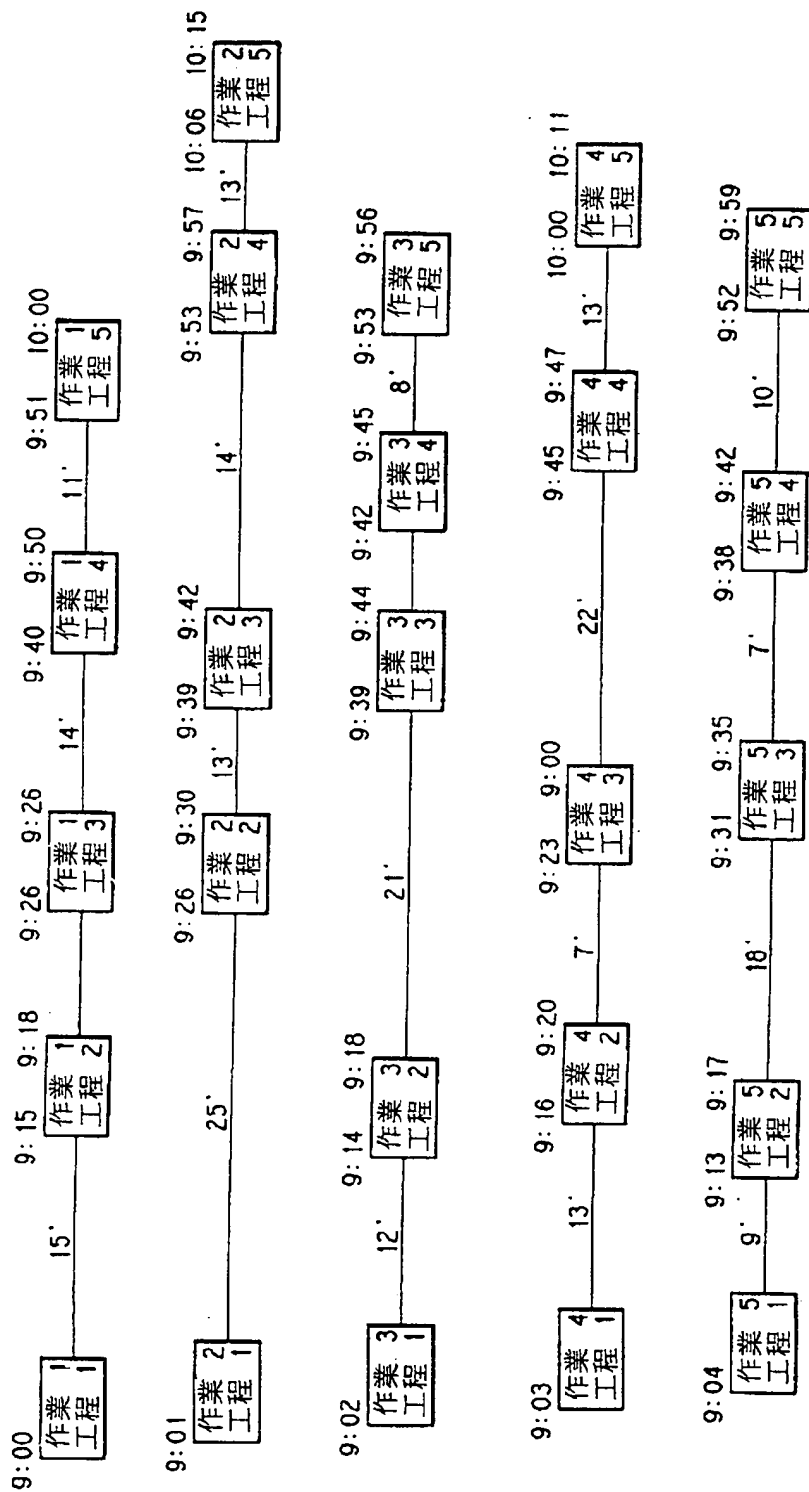 9:00
作業 1
工程 1
15'
9:15 9:18
作業 1
工程 2
9:26 9:26
作業 1
工程 3
14'
9:40 9:50
作業 1
工程 4
11'
9:51 10:00
作業 1
工程 5
9:01
作業 2
工程 1
25'
9:26 9:30
作業 2
工程 2
13'
9:39 9:42
作業 2
工程 3
14'
9:53 9:57
作業 2
工程 4
13'
10:06 10:15
作業 2
工程 5
9:02
作業 3
工程 1
12'
9:14 9:18
作業 3
工程 2
21'
9:39 9:44
作業 3
工程 3
9:42 9:45
作業 3
工程 4
8'
9:53 9:56
作業 3
工程 5
9:03
作業 4
工程 1
13'
9:16 9:20
作業 4
工程 2
7'
9:23 9:00
作業 4
工程 3
22'
9:45 9:47
作業 4
工程 4
13'
10:00 10:11
作業 4
工程 5
9:04
作業 5
工程 1
9'
9:13 9:17
作業 5
工程 2
18'
9:31 9:35
作業 5
工程 3
7'
9:38 9:42
作業 5
工程 4
10'
9:52 9:59
作業 5
工程 5